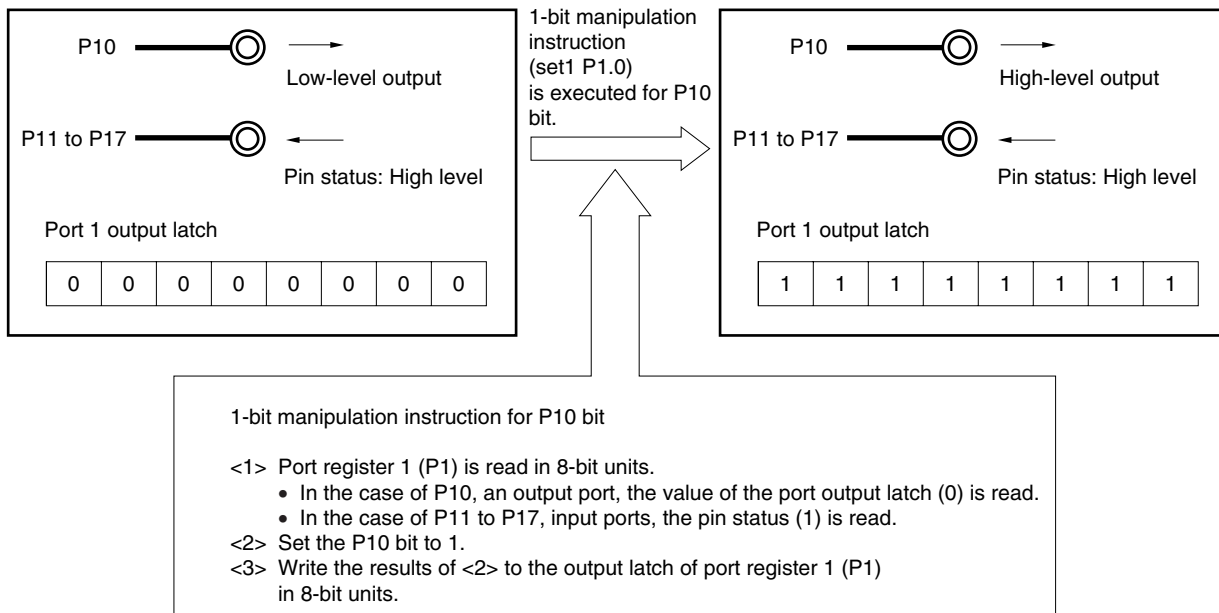 P10
Low-level output
P11 to P17
Pin status: High level
Port 1 output latch
0 0 0 0 0 0 0 0
1-bit manipulation
instruction
(set1 P1.0)
is executed for P10
bit.
P10
High-level output
P11 to P17
Pin status: High level
Port 1 output latch
1 1 1 1 1 1 1 1
1-bit manipulation instruction for P10 bit
<1> Port register 1 (P1) is read in 8-bit units.
• In the case of P10, an output port, the value of the port output latch (0) is read.
• In the case of P11 to P17, input ports, the pin status (1) is read.
<2> Set the P10 bit to 1.
<3> Write the results of <2> to the output latch of port register 1 (P1)
in 8-bit units.